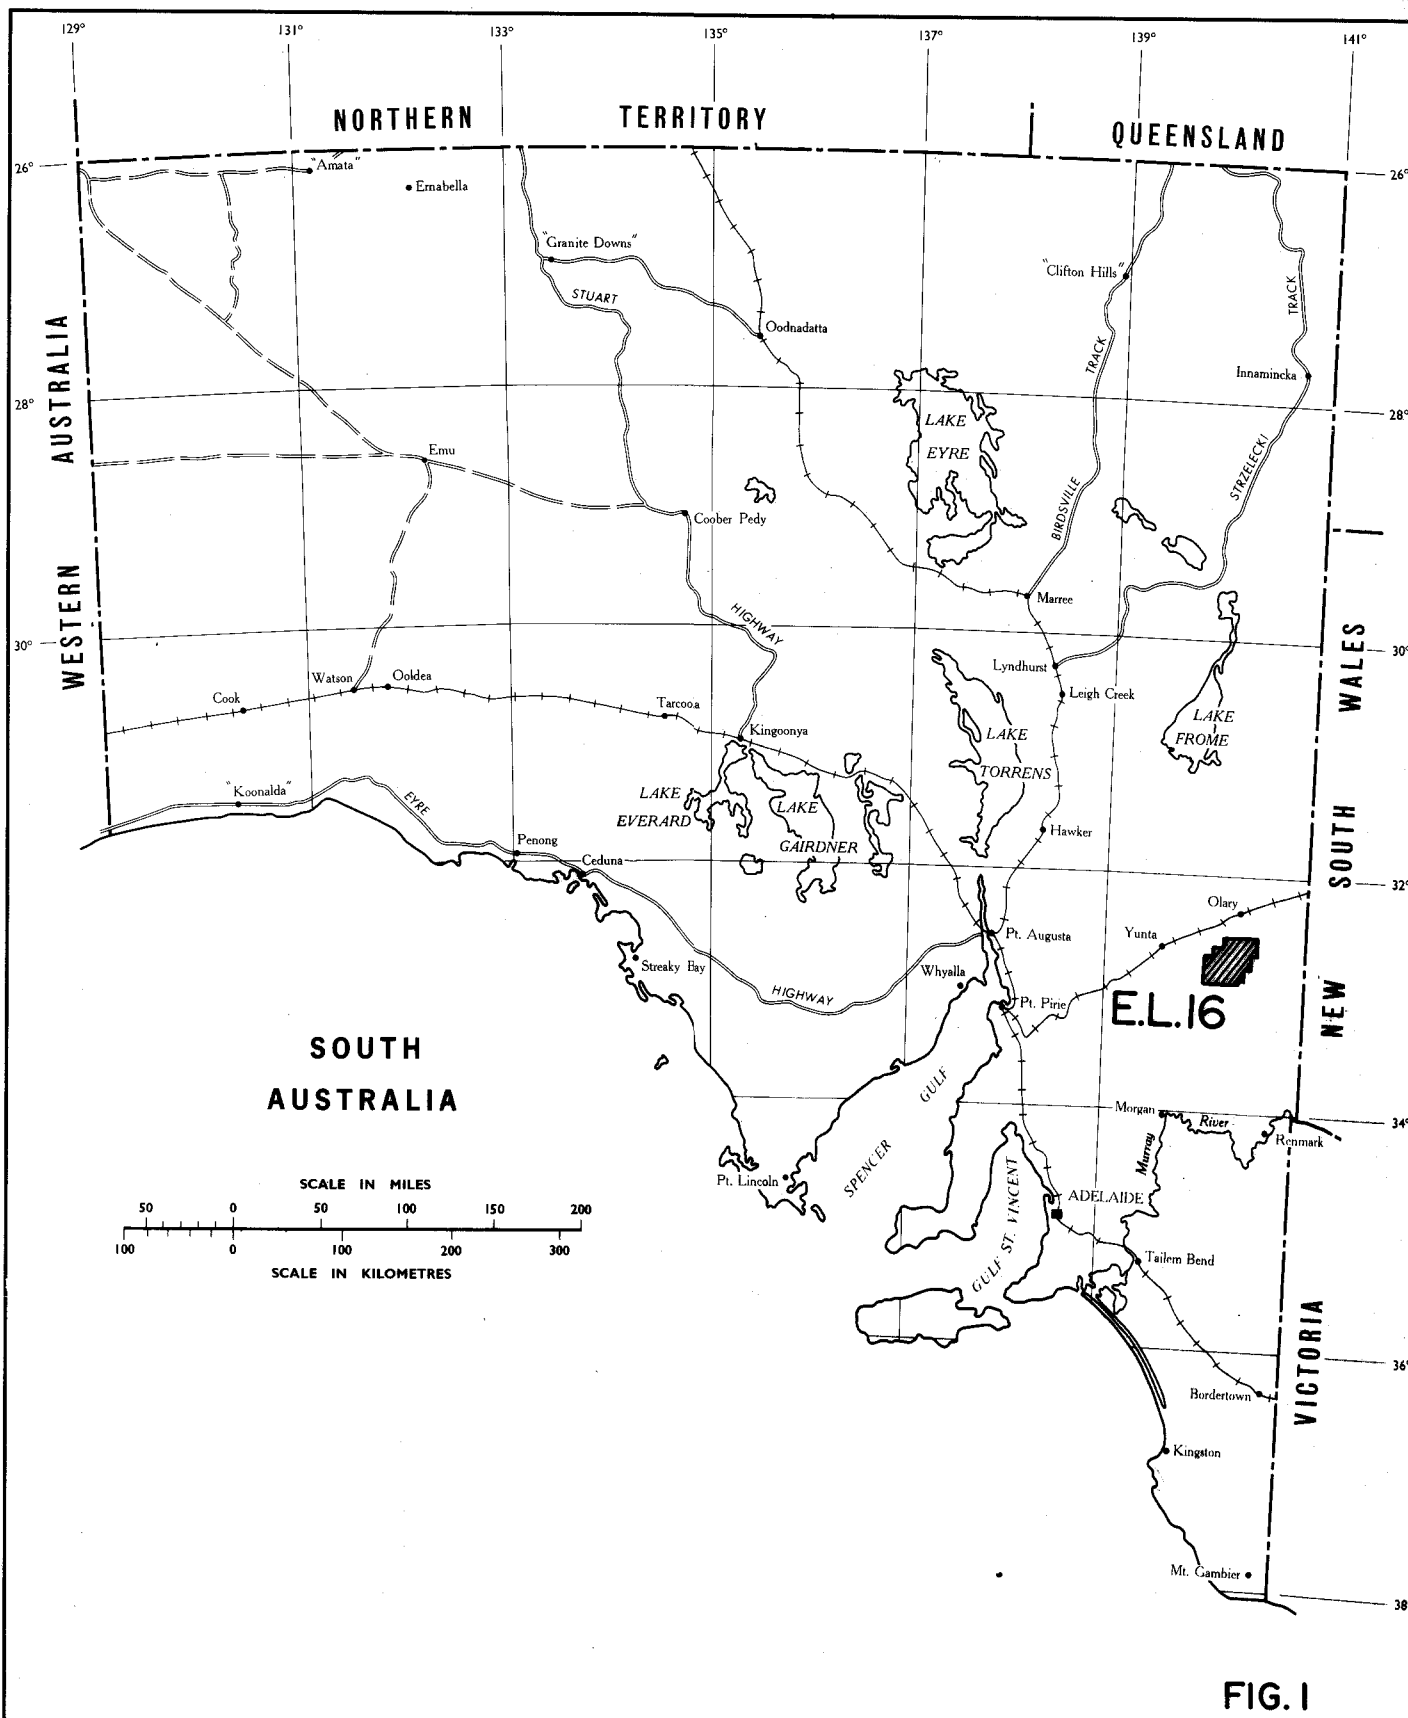 129° 131° 133° 135° 137° 139° 141°
NORTHERN TERRITORY
QUEENSLAND
26° 26°
"Amata"
Ernabella
"Granite Downs"
"Clifton Hills"
STUART
TRACK
TRACK
Oodnadatta
Innamincka
WESTERN AUSTRALIA
28° 28°
LAKE
EYRE
Emu
STRZELECKI
BIRDSVILLE
Coober Pedy
Marree
HIGHWAY
30° 30°
Lyndhurst
Watson
Ooldea
Leigh Creek
Cook
Tarcoola
Kingoonya
LAKE
FROME
LAKE
TORRENS
NEW SOUTH WALES
"Koonalda"
EYRE
LAKE
EVERARD
LAKE
GAIRDNER
Hawker
Penong
Ceduna
32°
Olary
Yunta
Pt. Augusta
Streaky Bay
Whyalla
HIGHWAY
Pt. Pirie
E.L.16
SOUTH
AUSTRALIA
SPENCER GULF
Morgan
River
34°
Murray
Renmark
Pt. Lincoln
GULF ST. VINCENT
ADELAIDE
SCALE IN MILES
50 0 50 100 150 200
100 0 100 200 300
SCALE IN KILOMETRES
Tailem Bend
VICTORIA
36°
Bordertown
Kingston
Mt. Gambier
38°
FIG. 1